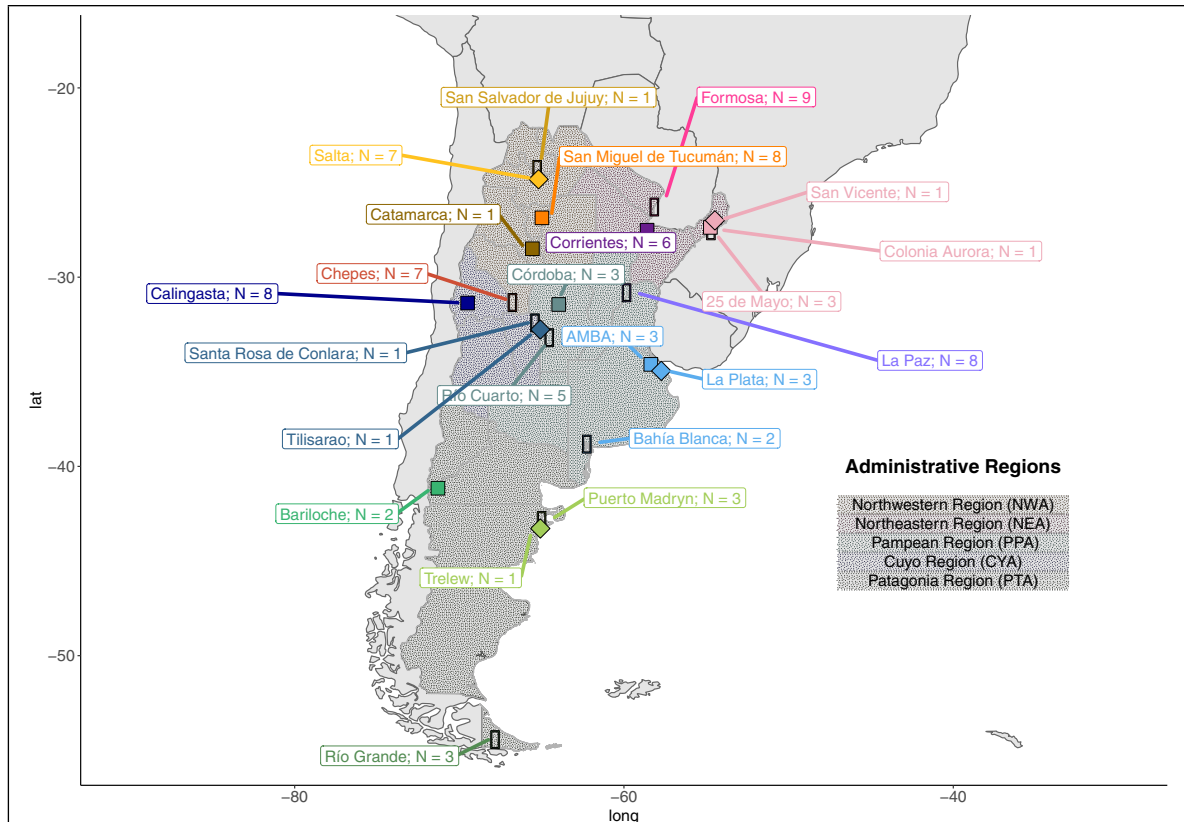 −20
−30
−40
−50
lat
San Salvador de Jujuy; N = 1
Formosa; N = 9
Salta; N = 7
San Miguel de Tucumán; N = 8
San Vicente; N = 1
Catamarca; N = 1
Corrientes; N = 6
Colonia Aurora; N = 1
Chepes; N = 7
Córdoba; N = 3
Calingasta; N = 8
25 de Mayo; N = 3
AMBA; N = 3
Santa Rosa de Conlara; N = 1
La Paz; N = 8
La Plata; N = 3
Río Cuarto; N = 5
Tilisarao; N = 1
Bahía Blanca; N = 2
Puerto Madryn; N = 3
Bariloche; N = 2
Trelew; N = 1
Río Grande; N = 3
Administrative Regions
Northwestern Region (NWA)
Northeastern Region (NEA)
Pampean Region (PPA)
Cuyo Region (CYA)
Patagonia Region (PTA)
−80
−60
−40
long